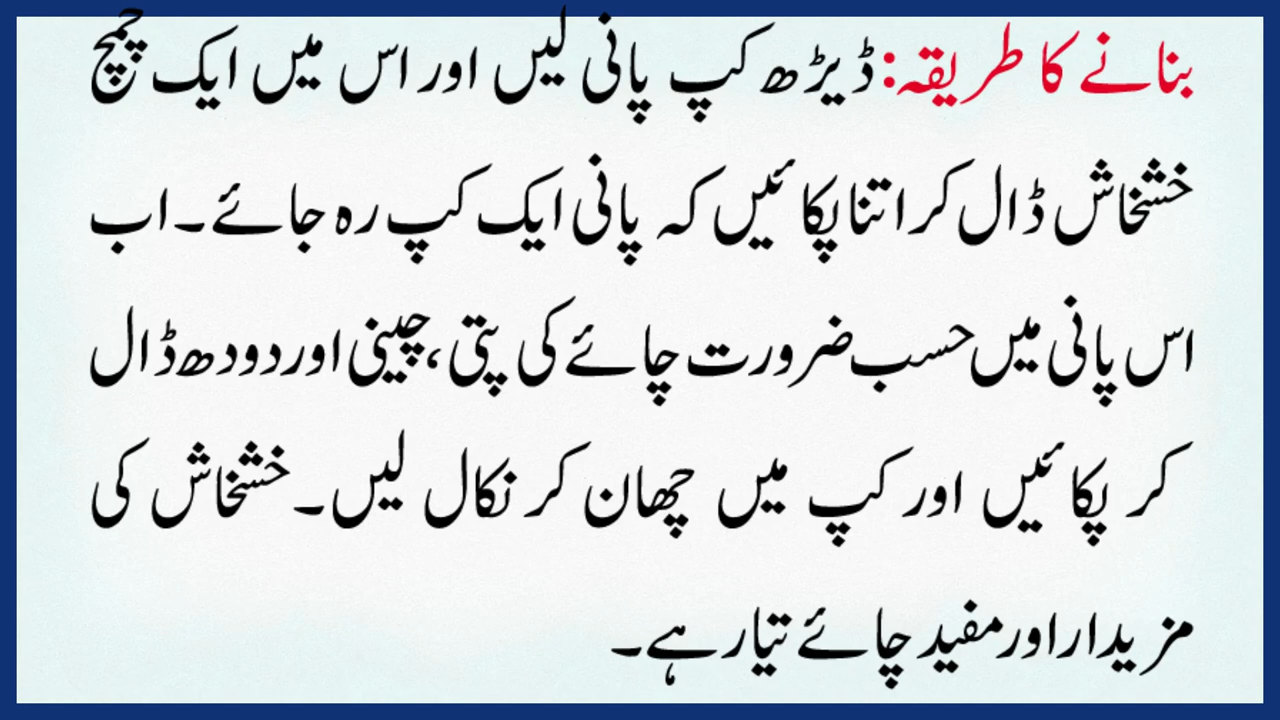 بنانے کا طریقہ: ڈیڑھ کپ پانی لیں اور اس میں ایک چمچ
خشخاش ڈال کر اتنا پکائیں کہ پانی ایک کپ رہ جائے۔ اب
اس پانی میں حسب ضرورت چائے کی پتی، چینی اور دودھ ڈال
کر پکائیں اور کپ میں چھان کر نکال لیں۔ خشخاش کی
مزیدار اور مفید چائے تیار ہے۔